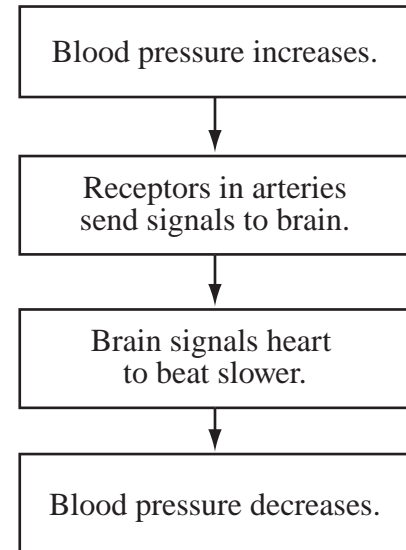 Blood pressure increases.
Receptors in arteries
send signals to brain.
Brain signals heart
to beat slower.
Blood pressure decreases.